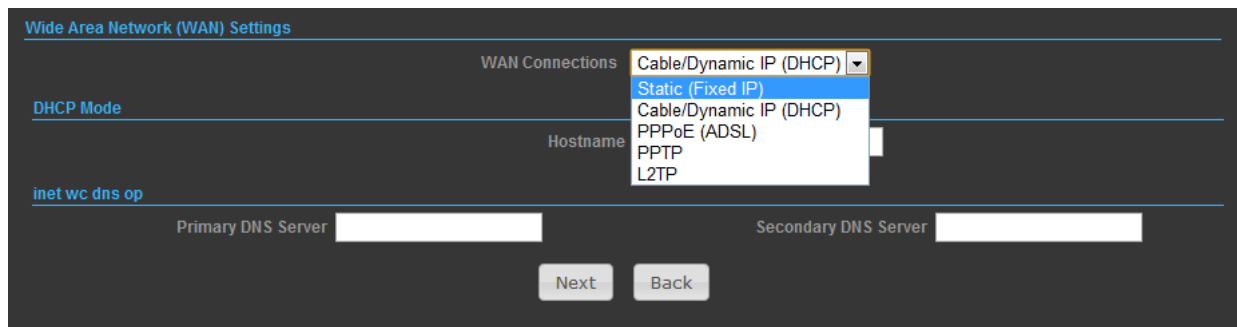 Wide Area Network (WAN) Settings
WAN Connections Cable/Dynamic IP (DHCP)
Static (Fixed IP)
Cable/Dynamic IP (DHCP)
PPPoE (ADSL)
PPTP
L2TP
DHCP Mode
Hostname
inet wc dns op
Primary DNS Server Secondary DNS Server
Next Back